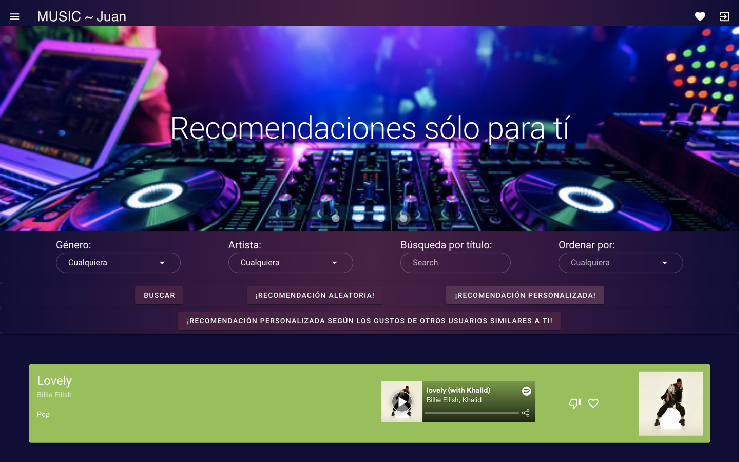 MUSIC ~ Juan
Recomendaciones sólo para tí
Género:
Artista:
Búsqueda por título:
Ordenar por:
Cualquiera
Cualquiera
Search
Cualquiera
BUSCAR
¡RECOMENDACIÓN ALEATORIA!
¡RECOMENDACIÓN PERSONALIZADA!
¡RECOMENDACIÓN PERSONALIZADA SEGÚN LOS GUSTOS DE OTROS USUARIOS SIMILARES A TI!
Lovely
Billie Eilish
Pop
lovely (with Khalid)
Billie Eilish, Khalid